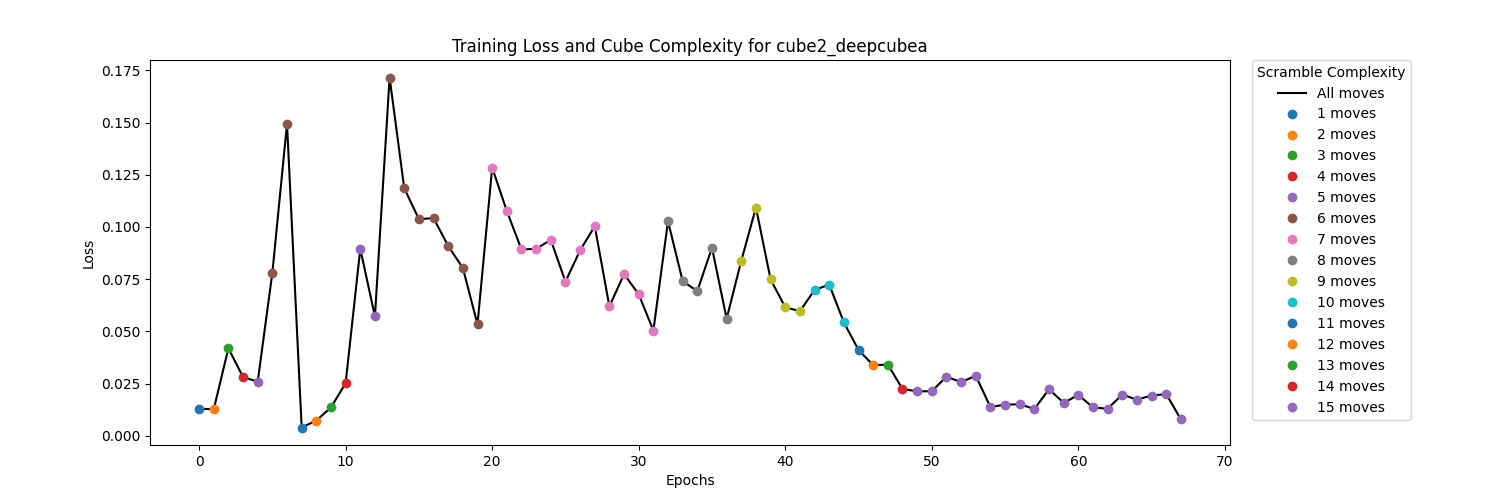 Training Loss and Cube Complexity for cube2_deepcubea
Loss
0.175
0.150
0.125
0.100
0.075
0.050
0.025
0.000
0 10 20 30 40 50 60 70
Epochs
Scramble Complexity
All moves
1 moves
2 moves
3 moves
4 moves
5 moves
6 moves
7 moves
8 moves
9 moves
10 moves
11 moves
12 moves
13 moves
14 moves
15 moves